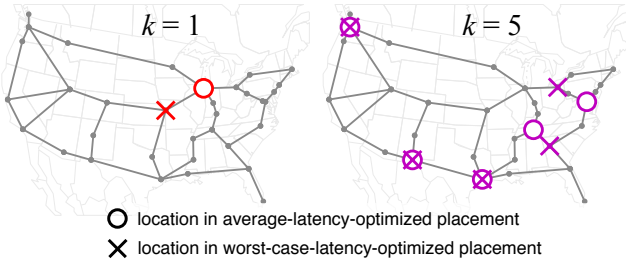 k = 1
k = 5
location in average-latency-optimized placement
location in worst-case-latency-optimized placement